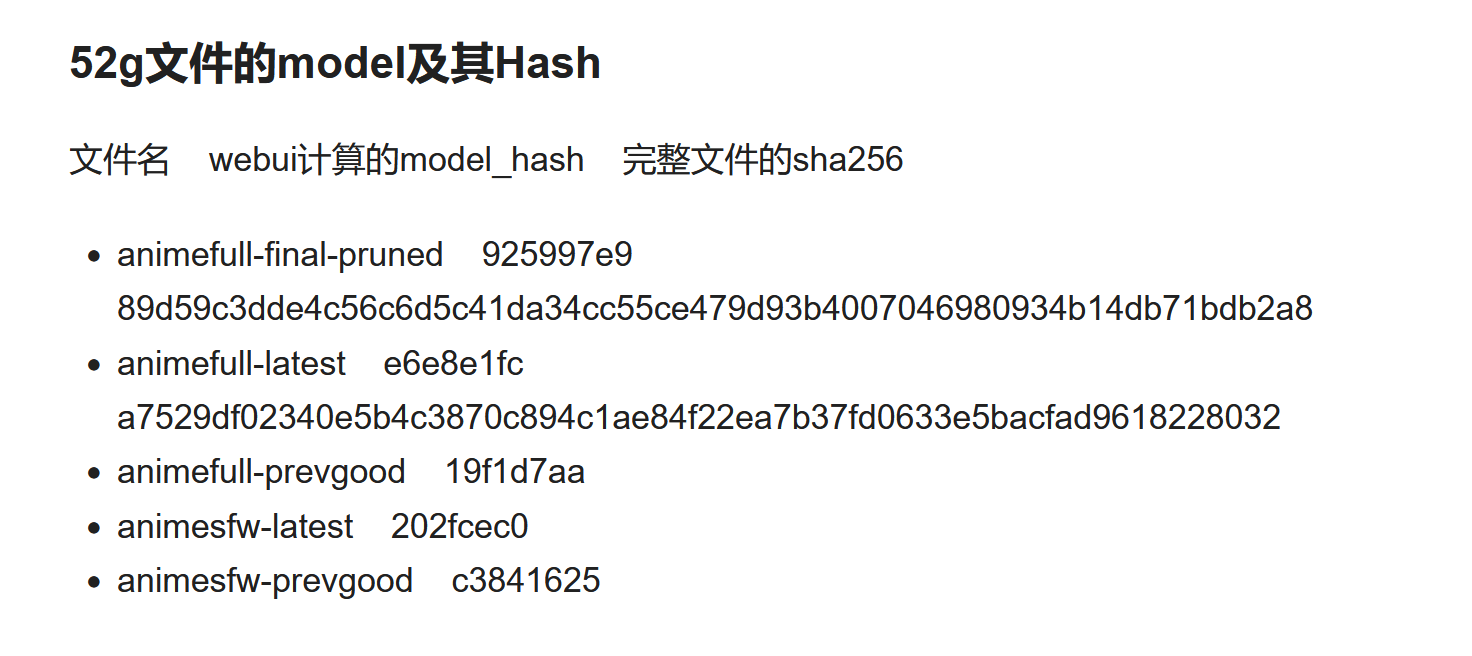 52g文件的model及其Hash
文件名 webui计算的model_hash 完整文件的sha256
animefull-final-pruned 925997e9
89d59c3dde4c56c6d5c41da34cc55ce479d93b4007046980934b14db71bdb2a8
animefull-latest e6e8e1fc
a7529df02340e5b4c3870c894c1ae84f22ea7b37fd0633e5bacfad9618228032
animefull-prevgood 19f1d7aa
animesfw-latest 202fcec0
animesfw-prevgood c3841625